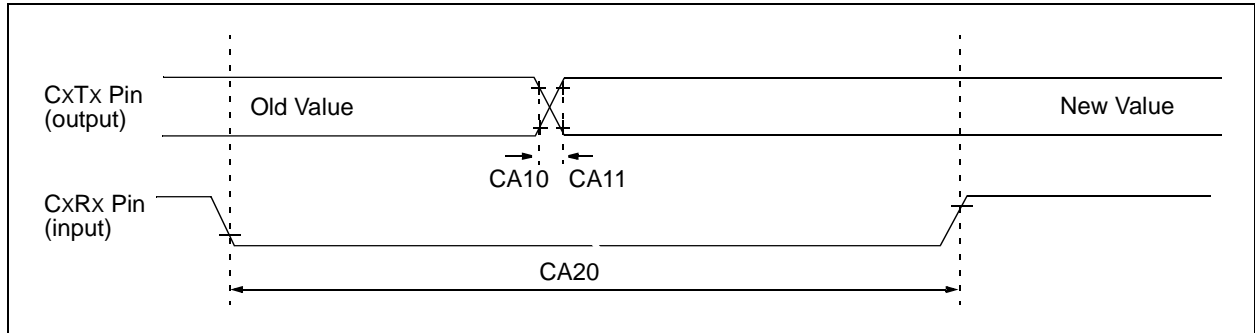 CXTX Pin
(output)
Old Value
New Value
CA10 CA11
CXRX Pin
(input)
CA20